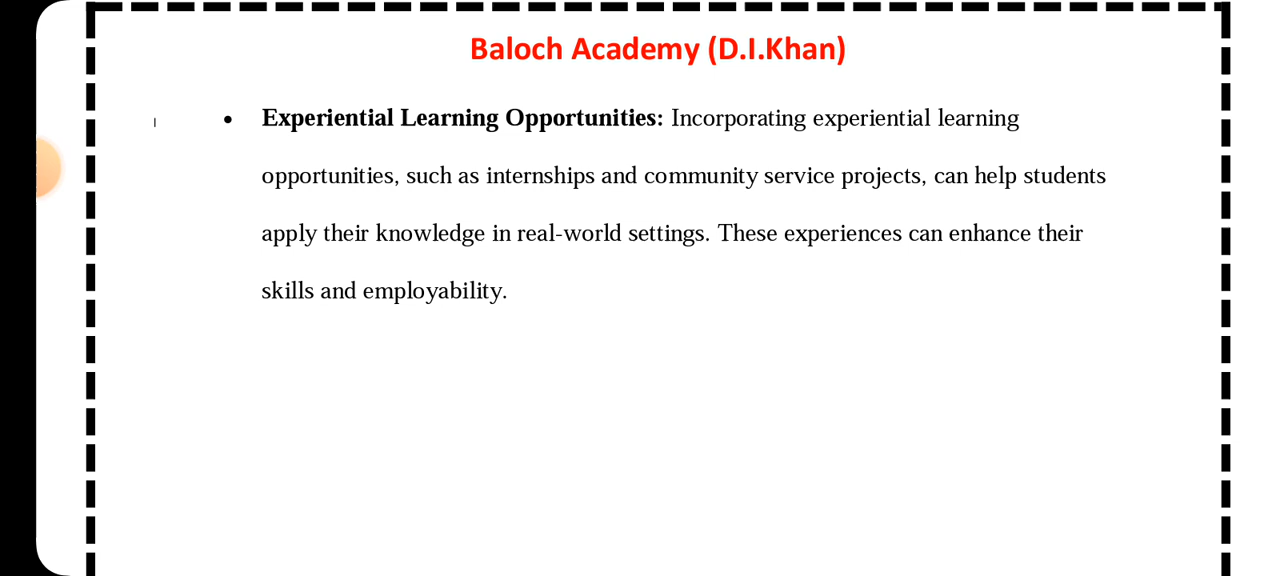 Baloch Academy (D.I.Khan)
• Experiential Learning Opportunities: Incorporating experiential learning
opportunities, such as internships and community service projects, can help students
apply their knowledge in real-world settings. These experiences can enhance their
skills and employability.